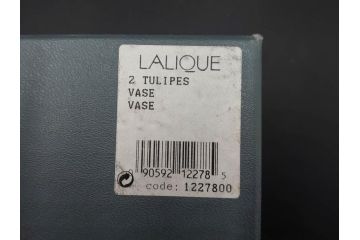 LALIQUE
2 TULIPES
VASE
VASE
90592 12278 5
code: 1227800